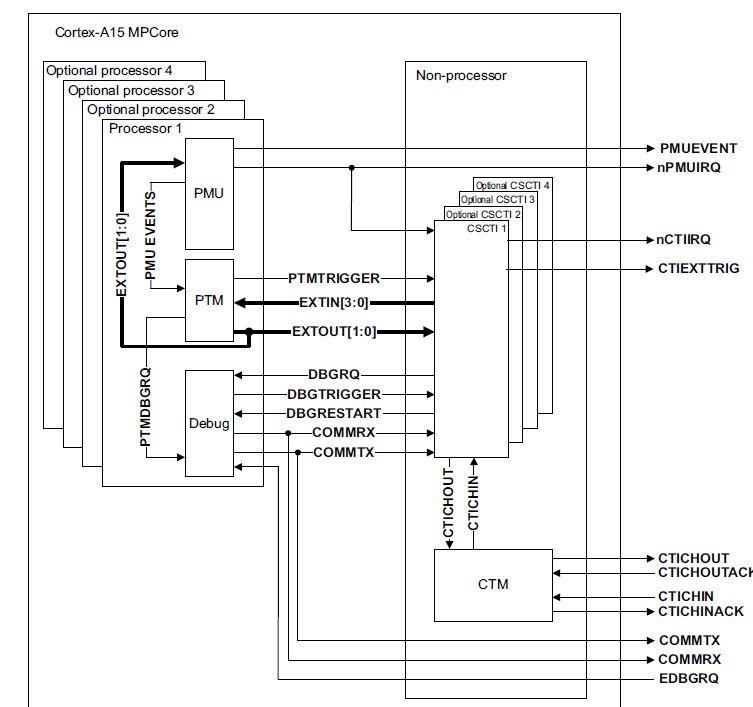 Cortex-A15 MPCore
Optional processor 4
Optional processor 3
Optional processor 2
Processor 1
Non-processor
PMU
PTM
Debug
EXTOUT[1:0]
PMU EVENTS
PTMDBGRQ
PTMTRIGGER
EXTIN[3:0]
EXTOUT[1:0]
DBGRQ
DBGTRIGGER
DBGRESTART
COMMRX
COMMTX
Optional CSCTI 4
Optional CSCTI 3
Optional CSCTI 2
CSCTI 1
CTICHOUT
CTICHIN
CTM
PMUEVENT
nPMUIRQ
nCTIIRQ
CTIEXTTRIG
CTICHOUT
CTICHOUTACK
CTICHIN
CTICHINACK
COMMTX
COMMRX
EDBGRQ